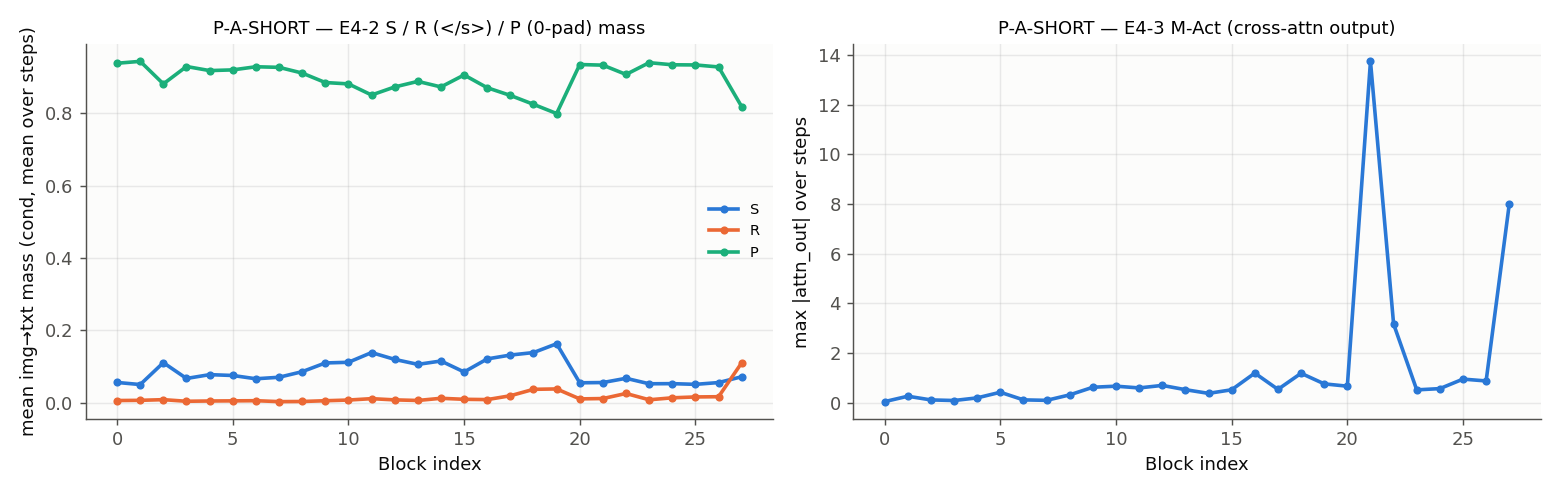 P-A-SHORT — E4-2 S / R (</s>) / P (0-pad) mass
mean img→txt mass (cond, mean over steps)
0.8
0.6
0.4
0.2
0.0
S
R
P
0 5 10 15 20 25
Block index
P-A-SHORT — E4-3 M-Act (cross-attn output)
max |attn_out| over steps
14
12
10
8
6
4
2
0
0 5 10 15 20 25
Block index